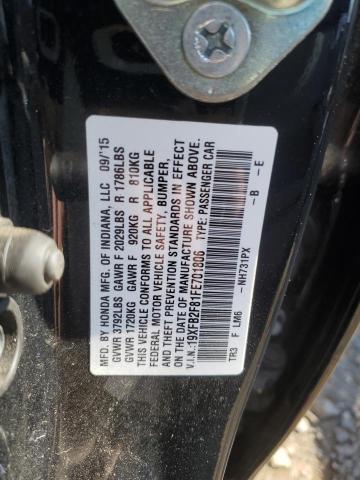 MFD. BY HONDA MFG. OF INDIANA, LLC 09/'15
GVWR 3792LBS GAWR F 2029LBS R 1786LBS
GVWR 1720KG GAWR F 920KG R 810KG
THIS VEHICLE CONFORMS TO ALL APPLICABLE
FEDERAL MOTOR VEHICLE SAFETY, BUMPER,
AND THEFT PREVENTION STANDARDS IN EFFECT
ON THE DATE OF MANUFACTURE SHOWN ABOVE.
V.I.N.:19XFB2F81FE701806 TYPE: PASSENGER CAR
NH731PX -B -E
TR3 F LM6